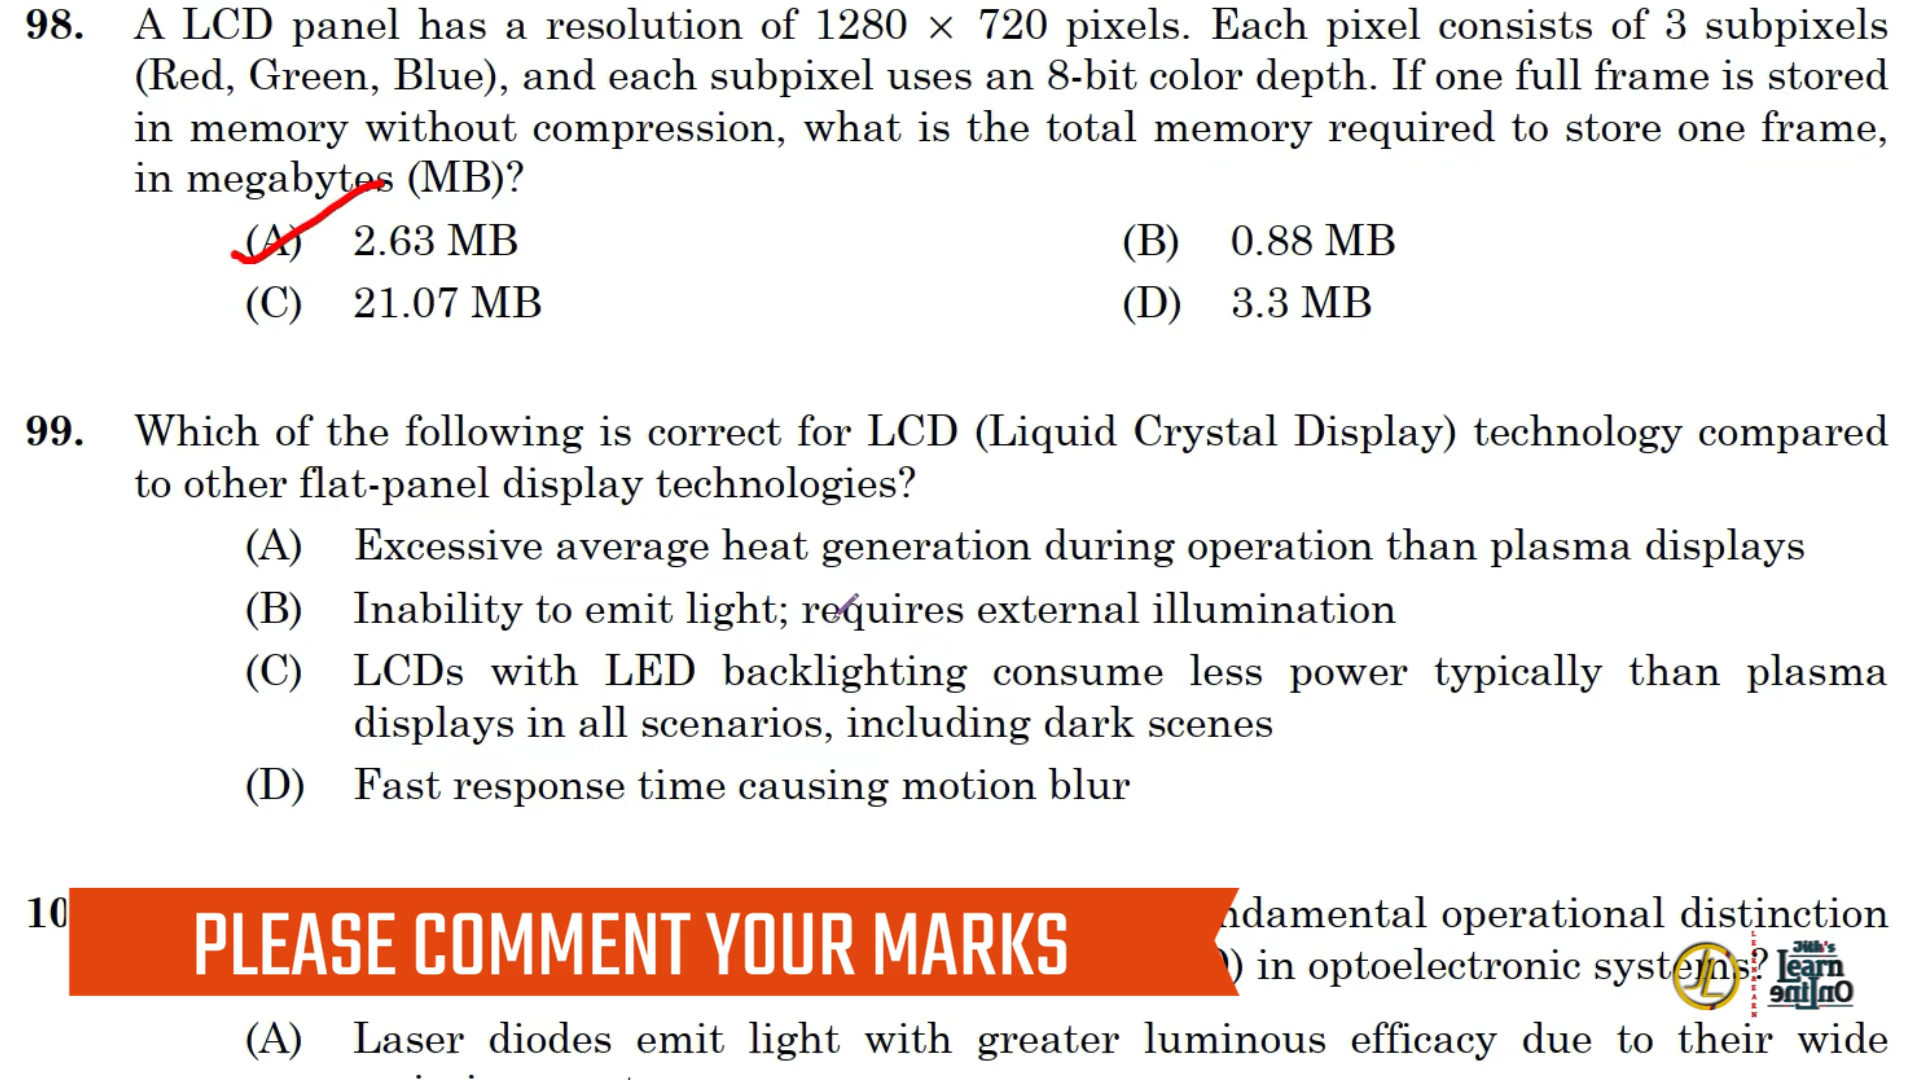 98. A LCD panel has a resolution of 1280 × 720 pixels. Each pixel consists of 3 subpixels
(Red, Green, Blue), and each subpixel uses an 8-bit color depth. If one full frame is stored
in memory without compression, what is the total memory required to store one frame,
in megabytes (MB)?
(A) 2.63 MB (B) 0.88 MB
(C) 21.07 MB (D) 3.3 MB
99. Which of the following is correct for LCD (Liquid Crystal Display) technology compared
to other flat-panel display technologies?
(A) Excessive average heat generation during operation than plasma displays
(B) Inability to emit light; requires external illumination
(C) LCDs with LED backlighting consume less power typically than plasma
displays in all scenarios, including dark scenes
(D) Fast response time causing motion blur
10 ndamental operational distinction
PLEASE COMMENT YOUR MARKS
) in optoelectronic systems?
JL
LENREARN
Jith's
Learn
OnLine
(A) Laser diodes emit light with greater luminous efficacy due to their wide